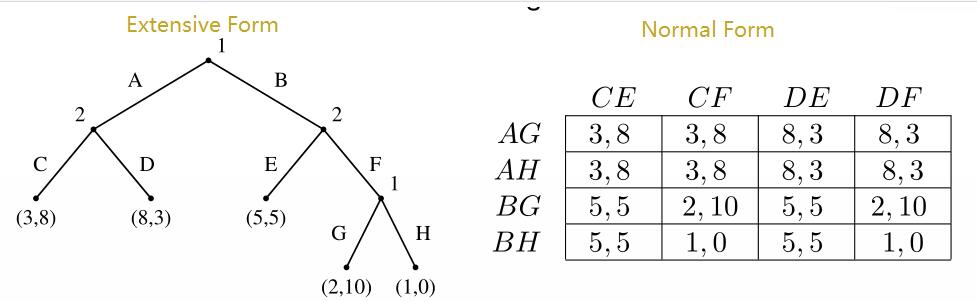 Extensive Form
1
A
B
2
2
C
D
E
F
1
(3,8)
(8,3)
(5,5)
G
H
(2,10)
(1,0)
Normal Form
CE CF DE DF
AG 3, 8 3, 8 8, 3 8, 3
AH 3, 8 3, 8 8, 3 8, 3
BG 5, 5 2, 10 5, 5 2, 10
BH 5, 5 1, 0 5, 5 1, 0